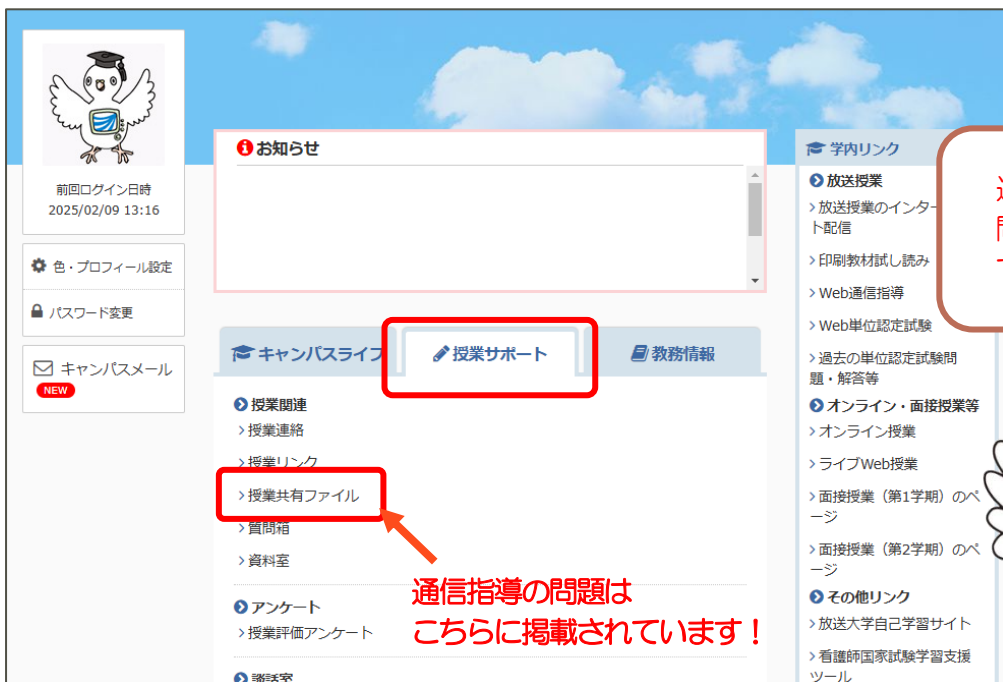 前回ログイン日時
2025/02/09 13:16
色・プロフィール設定
パスワード変更
キャンパスメール
NEW
お知らせ
キャンパスライフ
授業サポート
教務情報
授業関連
授業連絡
授業リンク
授業共有ファイル
質問箱
資料室
アンケート
授業評価アンケート
談話室
通信指導の問題は
こちらに掲載されています！
学内リンク
放送授業
放送授業のインター
ト配信
印刷教材試し読み
Web通信指導
Web単位認定試験
過去の単位認定試験問
題・解答等
オンライン・面接授業等
オンライン授業
ライブWeb授業
面接授業（第1学期）のペ
ージ
面接授業（第2学期）のペ
ージ
その他リンク
放送大学自己学習サイト
看護師国家試験学習支援
ツール